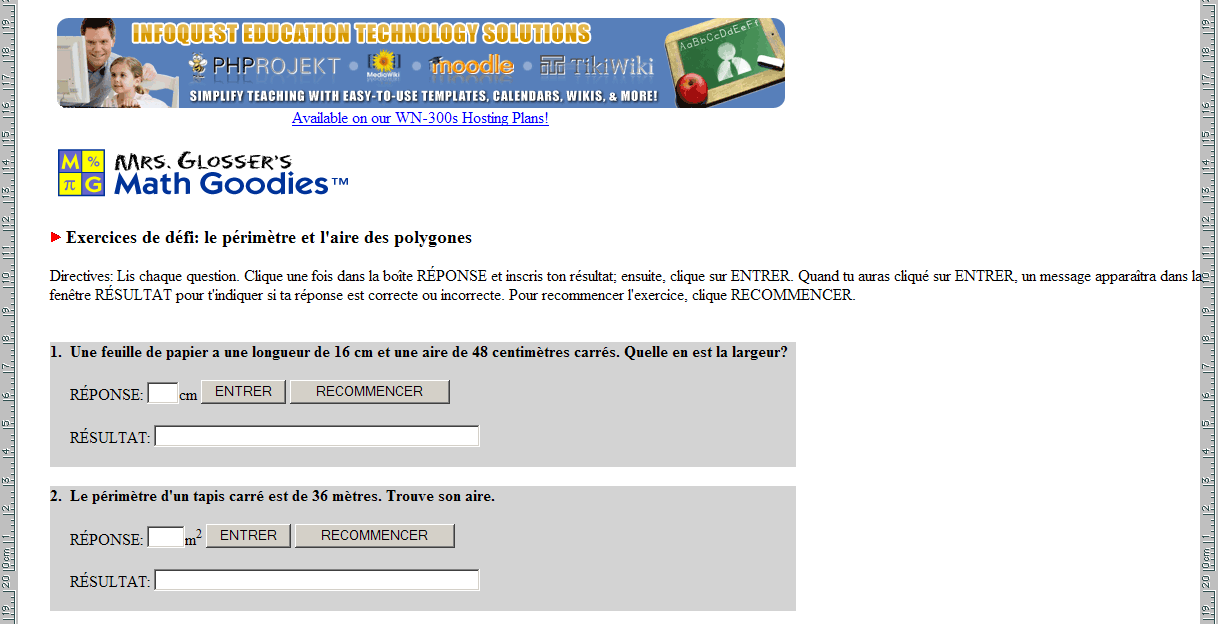 INFOQUEST EDUCATION TECHNOLOGY SOLUTIONS
AaBbCcDdEeFf
PHPROJEKT • MediaWiki • moodle • TikiWiki
SIMPLIFY TEACHING WITH EASY-TO-USE TEMPLATES, CALENDARS, WIKIS, & MORE!
Available on our WN-300s Hosting Plans!
M % π G
MRS. GLOSSER'S
Math Goodies™
Exercices de défi: le périmètre et l'aire des polygones
Directives: Lis chaque question. Clique une fois dans la boîte RÉPONSE et inscris ton résultat; ensuite, clique sur ENTRER. Quand tu auras cliqué sur ENTRER, un message apparaîtra dans la
fenêtre RÉSULTAT pour t'indiquer si ta réponse est correcte ou incorrecte. Pour recommencer l'exercice, clique RECOMMENCER.
1. Une feuille de papier a une longueur de 16 cm et une aire de 48 centimètres carrés. Quelle en est la largeur?
RÉPONSE: cm ENTRER RECOMMENCER
RÉSULTAT:
2. Le périmètre d'un tapis carré est de 36 mètres. Trouve son aire.
RÉPONSE: m² ENTRER RECOMMENCER
RÉSULTAT: